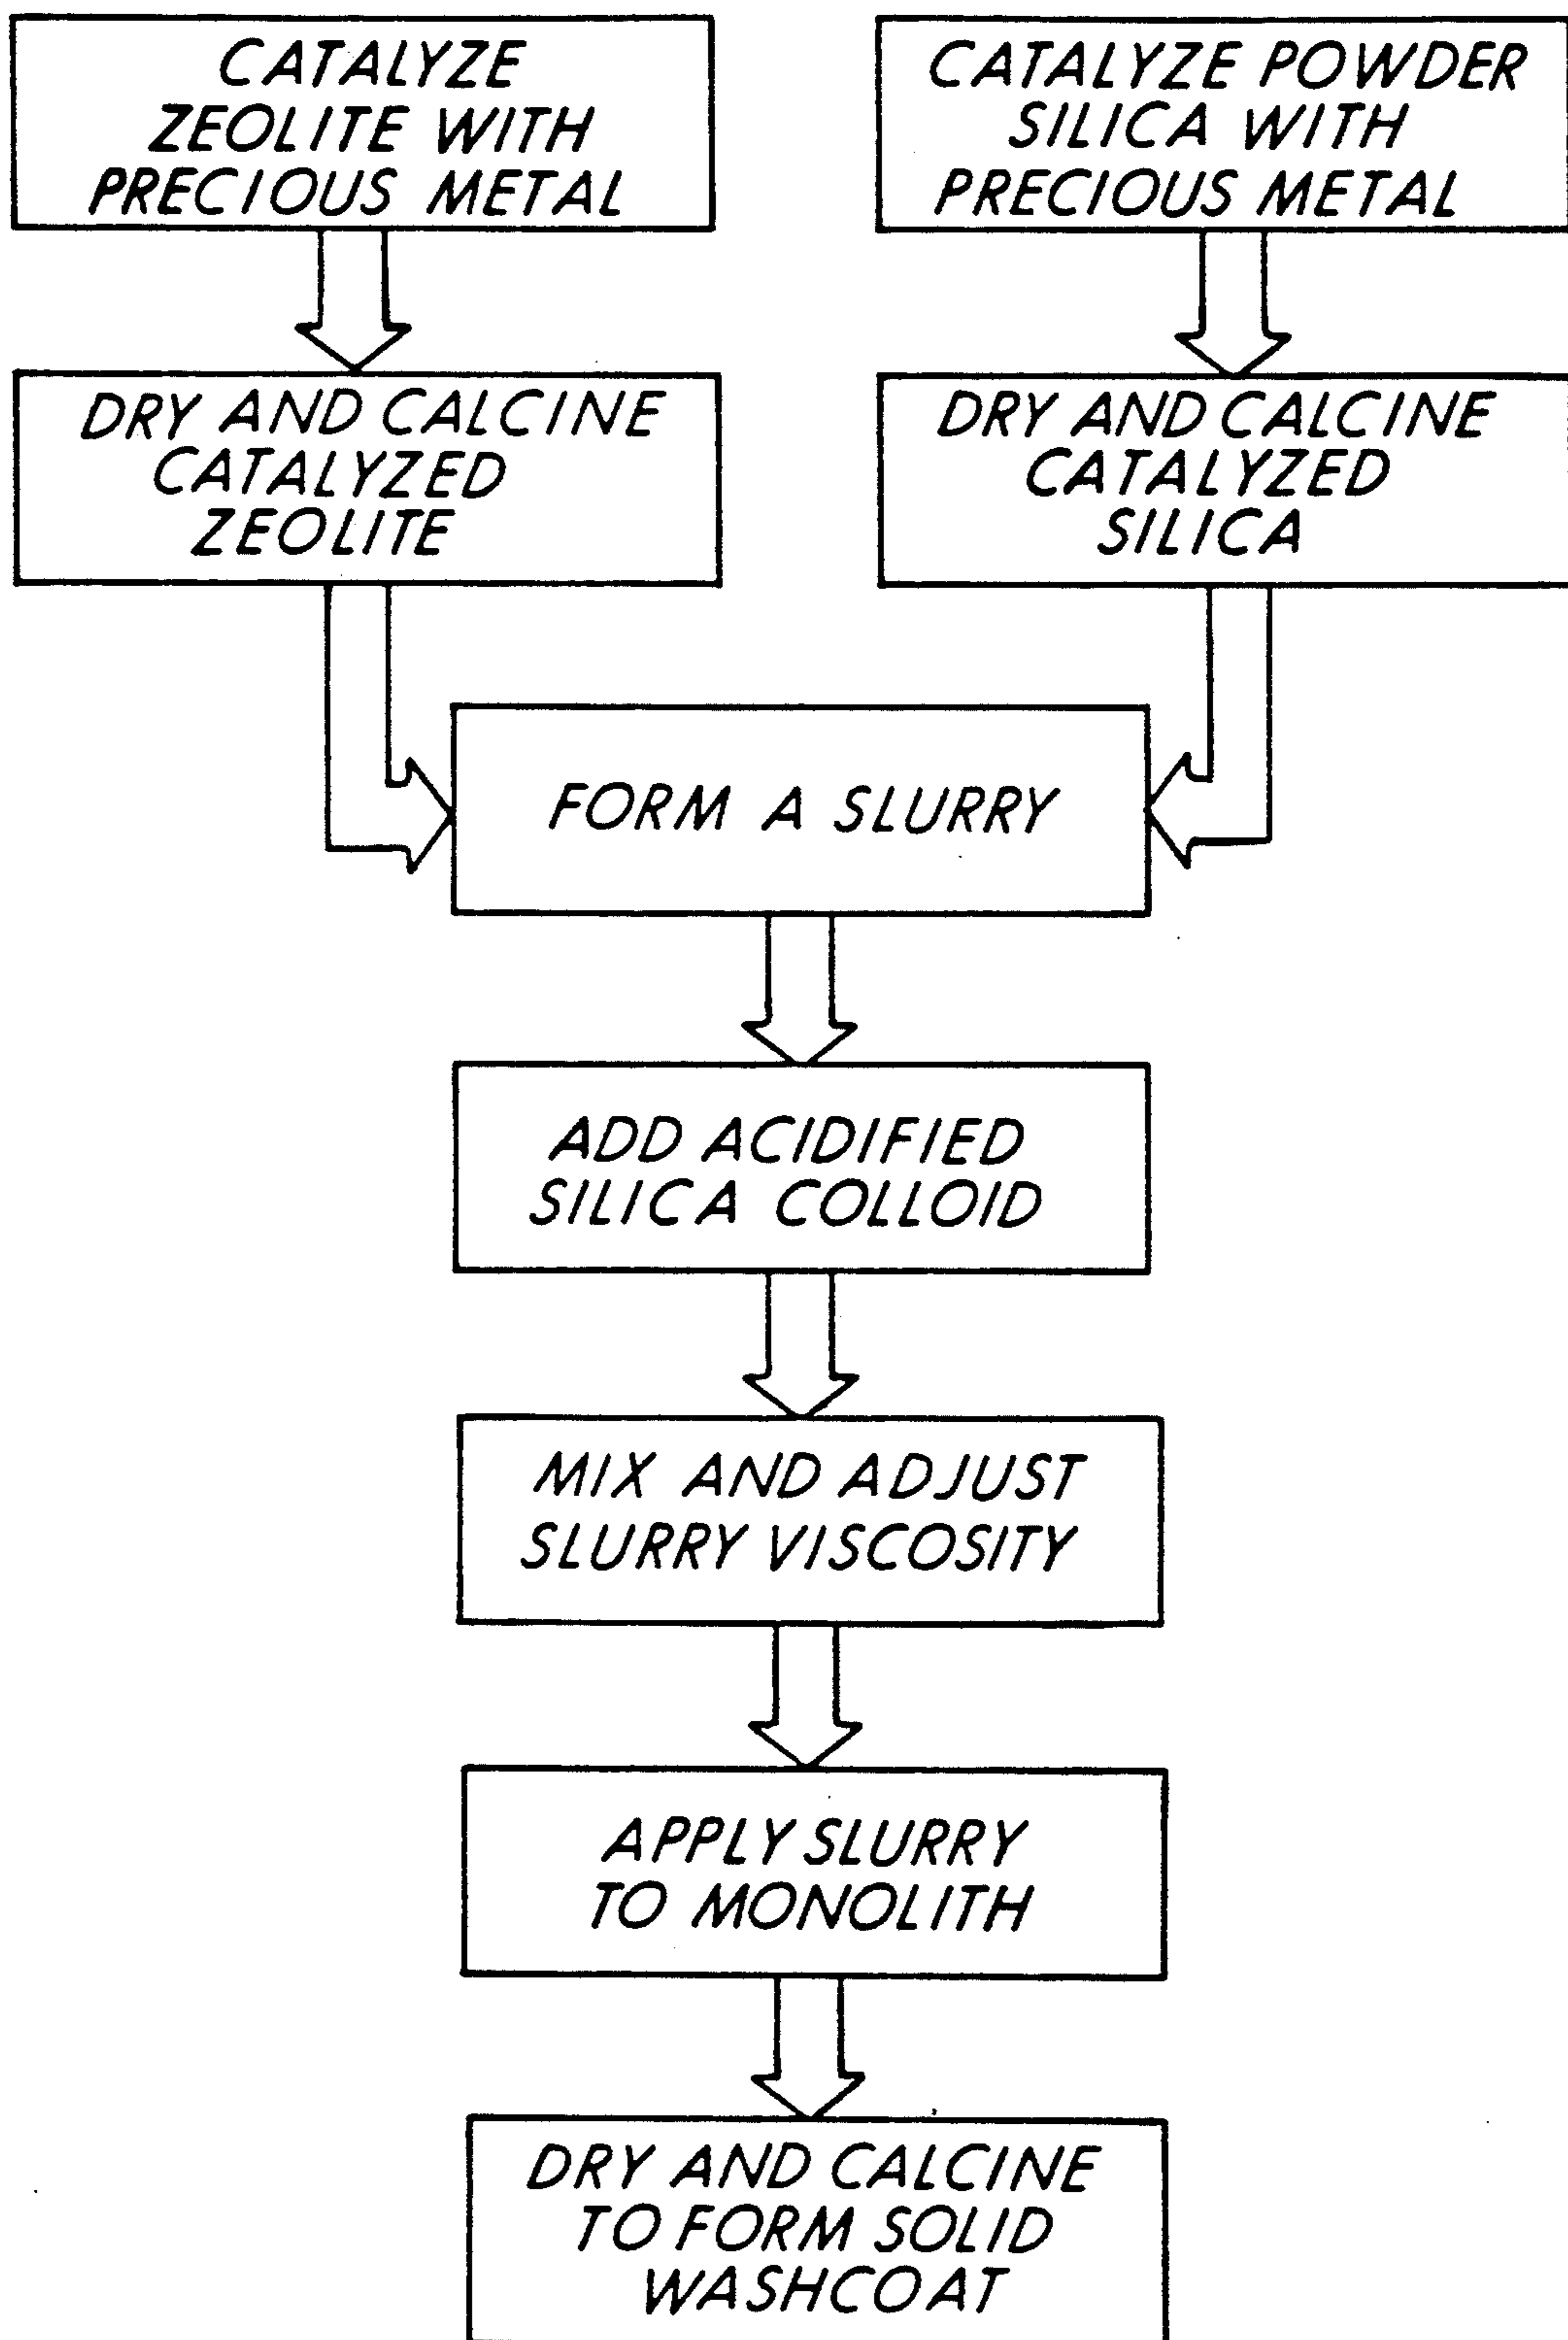 CATALYZE
ZEOLITE WITH
PRECIOUS METAL
CATALYZE POWDER
SILICA WITH
PRECIOUS METAL
DRY AND CALCINE
CATALYZED
ZEOLITE
DRY AND CALCINE
CATALYZED
SILICA
FORM A SLURRY
ADD ACIDIFIED
SILICA COLLOID
MIX AND ADJUST
SLURRY VISCOSITY
APPLY SLURRY
TO MONOLITH
DRY AND CALCINE
TO FORM SOLID
WASHCOAT